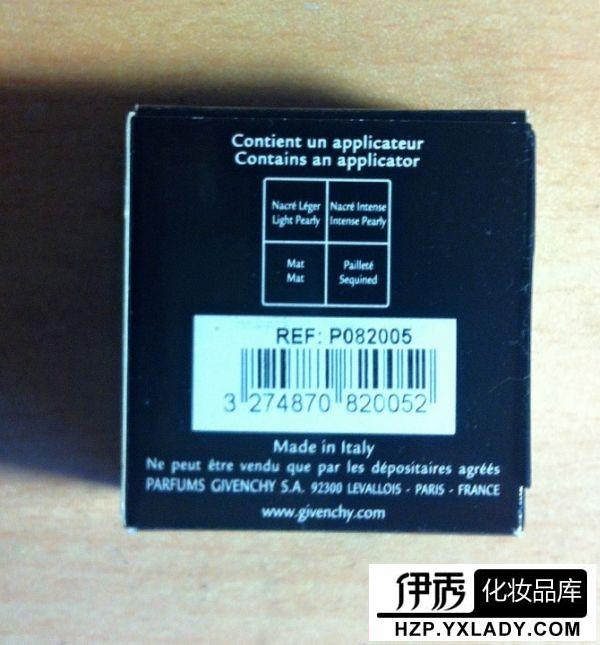 Contient un applicateur
Contains an applicator
Nacré Léger
Light Pearly
Nacré Intense
Intense Pearly
Mat
Mat
Pailleté
Sequined
REF: P082005
3 274870 820052
Made in Italy
Ne peut être vendu que par les dépositaires agréés
PARFUMS GIVENCHY S.A. 92300 LEVALLOIS - PARIS - FRANCE
www.givenchy.com
伊秀 化妆品库
HZP.YXLADY.COM